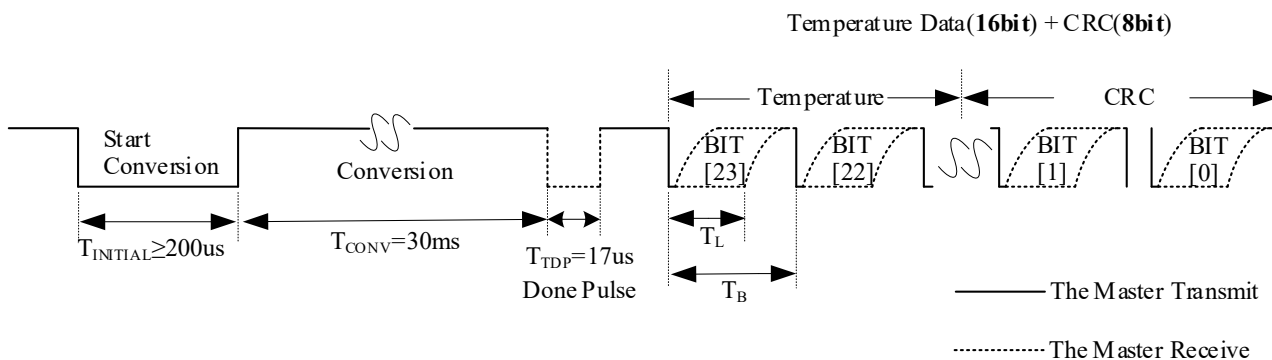 Temperature Data(16bit) + CRC(8bit)
Temperature
CRC
Start
Conversion
Conversion
BIT
[23]
BIT
[22]
BIT
[1]
BIT
[0]
TINITIAL≥200us
TCONV=30ms
TTDP=17us
Done Pulse
TL
TB
The Master Transmit
The Master Receive